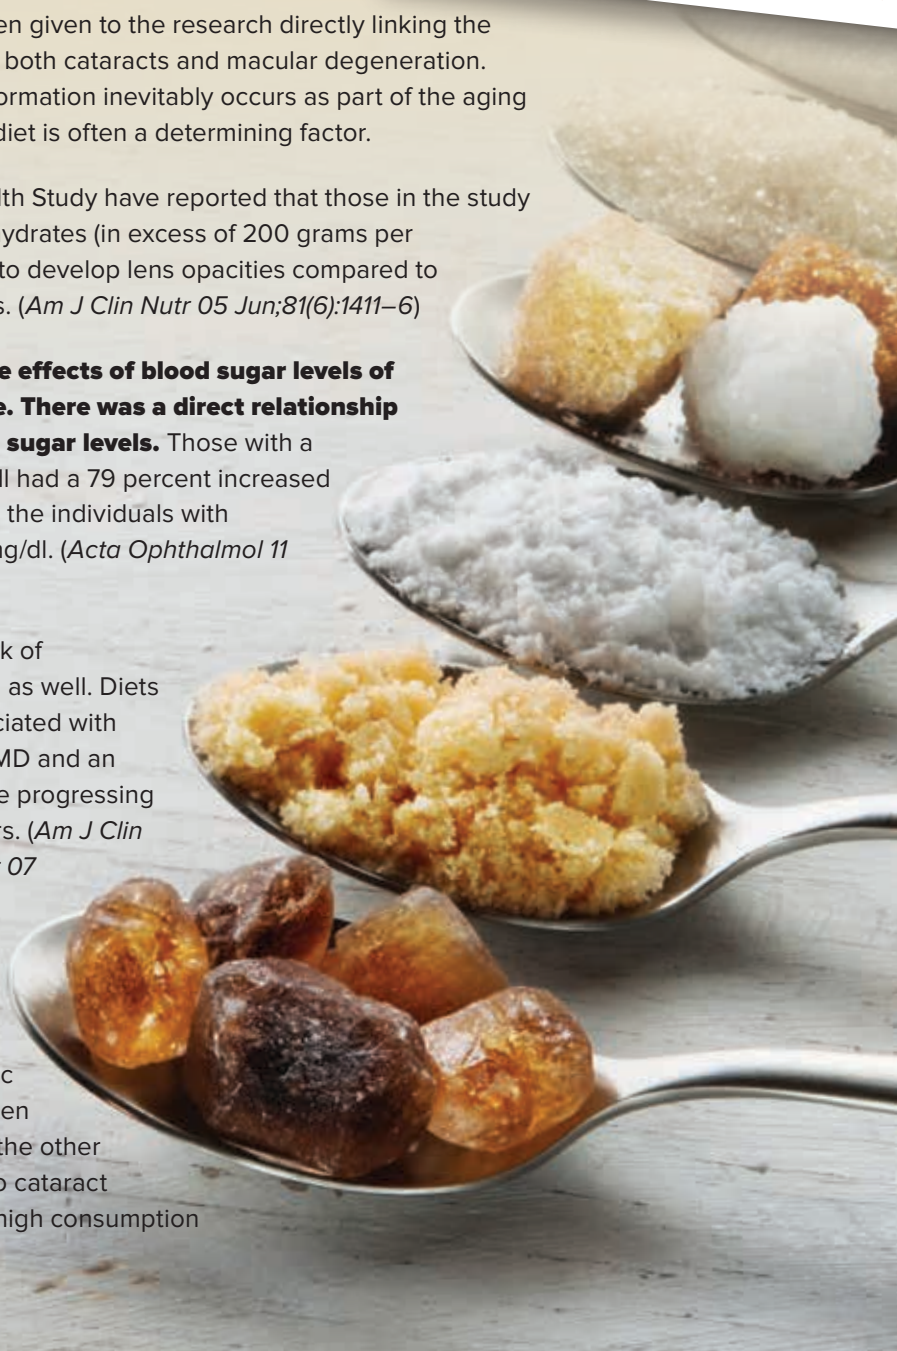 en given to the research directly linking the
both cataracts and macular degeneration.
ormation inevitably occurs as part of the aging
diet is often a determining factor.
lth Study have reported that those in the study
ydrates (in excess of 200 grams per
to develop lens opacities compared to
s. (Am J Clin Nutr 05 Jun;81(6):1411–6)
e effects of blood sugar levels of
e. There was a direct relationship
sugar levels. Those with a
ll had a 79 percent increased
the individuals with
ng/dl. (Acta Ophthalmol 11
k of
as well. Diets
ciated with
MD and an
e progressing
rs. (Am J Clin
r 07
c
en
the other
o cataract
high consumption